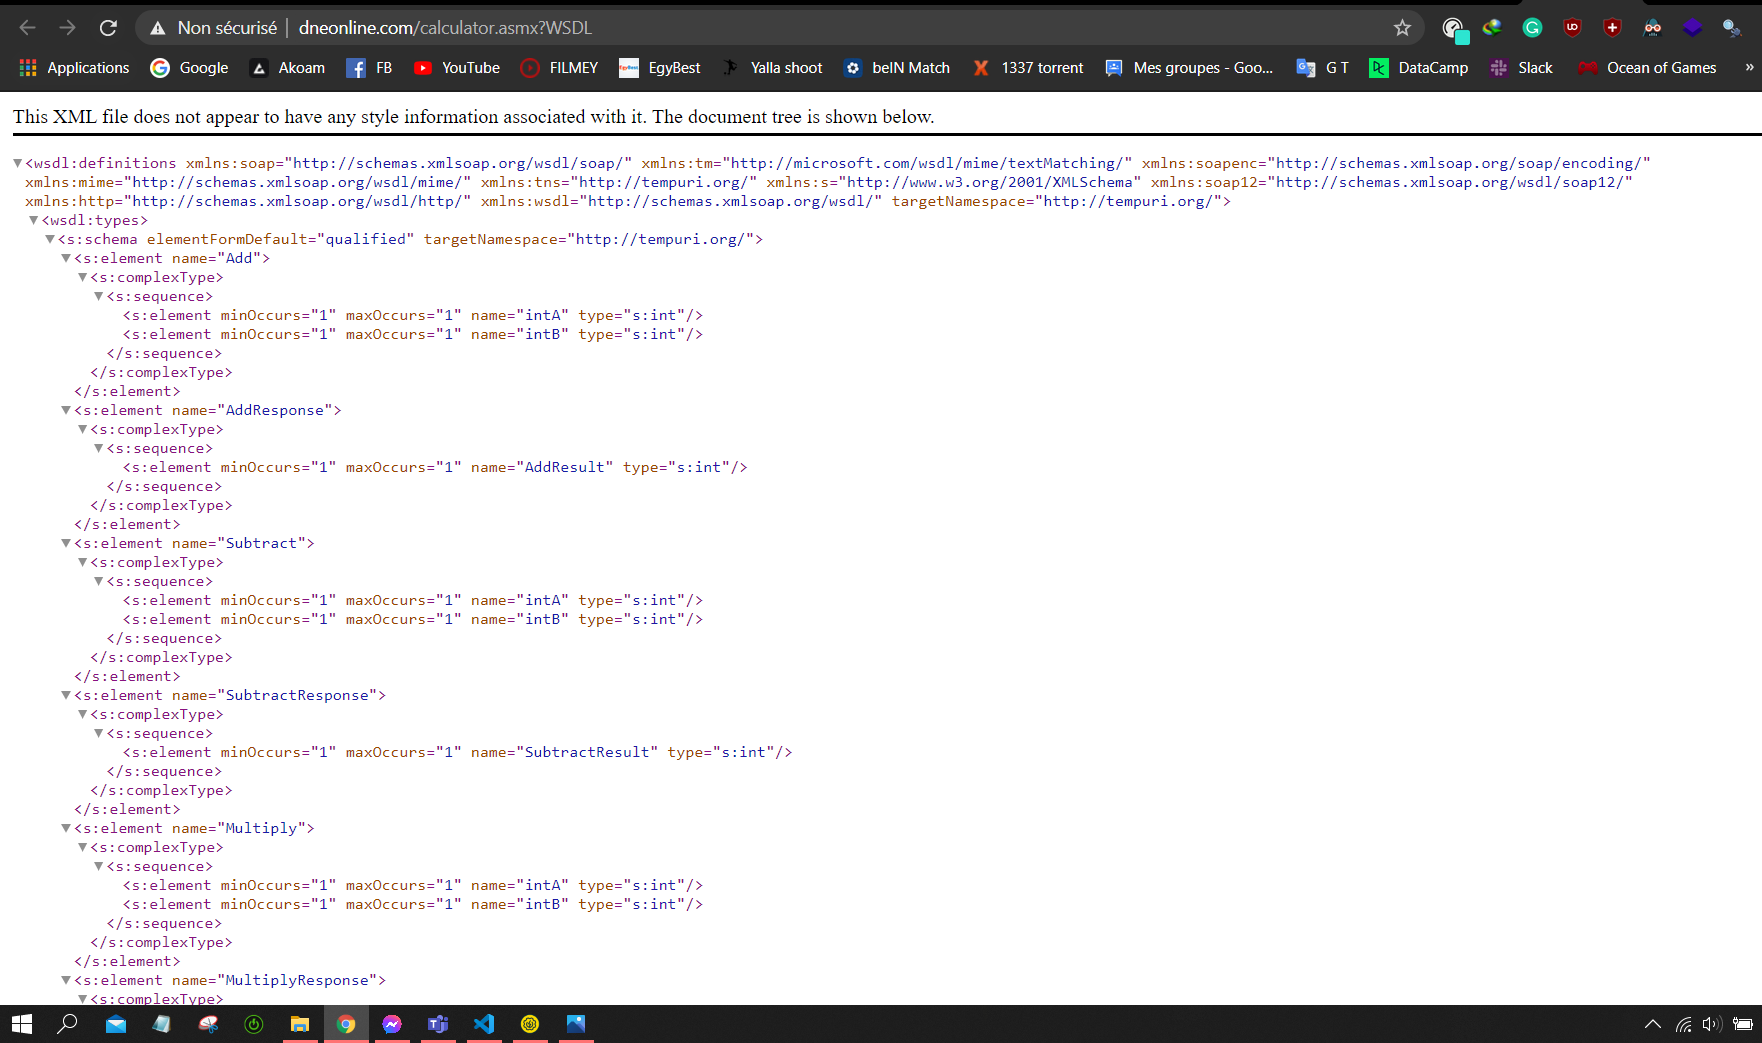 Non sécurisé | dneonline.com/calculator.asmx?WSDL
Applications Google Akoam FB YouTube FILMEY EgyBest Yalla shoot beIN Match 1337 torrent Mes groupes - Goo... G T DataCamp Slack Ocean of Games »
This XML file does not appear to have any style information associated with it. The document tree is shown below.
▼<wsdl:definitions xmlns:soap="http://schemas.xmlsoap.org/wsdl/soap/" xmlns:tm="http://microsoft.com/wsdl/mime/textMatching/" xmlns:soapenc="http://schemas.xmlsoap.org/soap/encoding/"
xmlns:mime="http://schemas.xmlsoap.org/wsdl/mime/" xmlns:tns="http://tempuri.org/" xmlns:s="http://www.w3.org/2001/XMLSchema" xmlns:soap12="http://schemas.xmlsoap.org/wsdl/soap12/"
xmlns:http="http://schemas.xmlsoap.org/wsdl/http/" xmlns:wsdl="http://schemas.xmlsoap.org/wsdl/" targetNamespace="http://tempuri.org/">
▼<wsdl:types>
▼<s:schema elementFormDefault="qualified" targetNamespace="http://tempuri.org/">
▼<s:element name="Add">
▼<s:complexType>
▼<s:sequence>
<s:element minOccurs="1" maxOccurs="1" name="intA" type="s:int"/>
<s:element minOccurs="1" maxOccurs="1" name="intB" type="s:int"/>
</s:sequence>
</s:complexType>
</s:element>
▼<s:element name="AddResponse">
▼<s:complexType>
▼<s:sequence>
<s:element minOccurs="1" maxOccurs="1" name="AddResult" type="s:int"/>
</s:sequence>
</s:complexType>
</s:element>
▼<s:element name="Subtract">
▼<s:complexType>
▼<s:sequence>
<s:element minOccurs="1" maxOccurs="1" name="intA" type="s:int"/>
<s:element minOccurs="1" maxOccurs="1" name="intB" type="s:int"/>
</s:sequence>
</s:complexType>
</s:element>
▼<s:element name="SubtractResponse">
▼<s:complexType>
▼<s:sequence>
<s:element minOccurs="1" maxOccurs="1" name="SubtractResult" type="s:int"/>
</s:sequence>
</s:complexType>
</s:element>
▼<s:element name="Multiply">
▼<s:complexType>
▼<s:sequence>
<s:element minOccurs="1" maxOccurs="1" name="intA" type="s:int"/>
<s:element minOccurs="1" maxOccurs="1" name="intB" type="s:int"/>
</s:sequence>
</s:complexType>
</s:element>
▼<s:element name="MultiplyResponse">
▼<s:complexType>